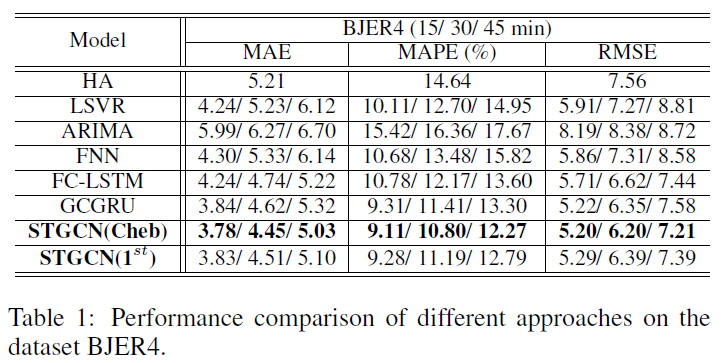 Model BJER4 (15/ 30/ 45 min)
MAE MAPE (%) RMSE
HA 5.21 14.64 7.56
LSVR 4.24/ 5.23/ 6.12 10.11/ 12.70/ 14.95 5.91/ 7.27/ 8.81
ARIMA 5.99/ 6.27/ 6.70 15.42/ 16.36/ 17.67 8.19/ 8.38/ 8.72
FNN 4.30/ 5.33/ 6.14 10.68/ 13.48/ 15.82 5.86/ 7.31/ 8.58
FC-LSTM 4.24/ 4.74/ 5.22 10.78/ 12.17/ 13.60 5.71/ 6.62/ 7.44
GCGRU 3.84/ 4.62/ 5.32 9.31/ 11.41/ 13.30 5.22/ 6.35/ 7.58
STGCN(Cheb) 3.78/ 4.45/ 5.03 9.11/ 10.80/ 12.27 5.20/ 6.20/ 7.21
STGCN(1st) 3.83/ 4.51/ 5.10 9.28/ 11.19/ 12.79 5.29/ 6.39/ 7.39
Table 1: Performance comparison of different approaches on the
dataset BJER4.